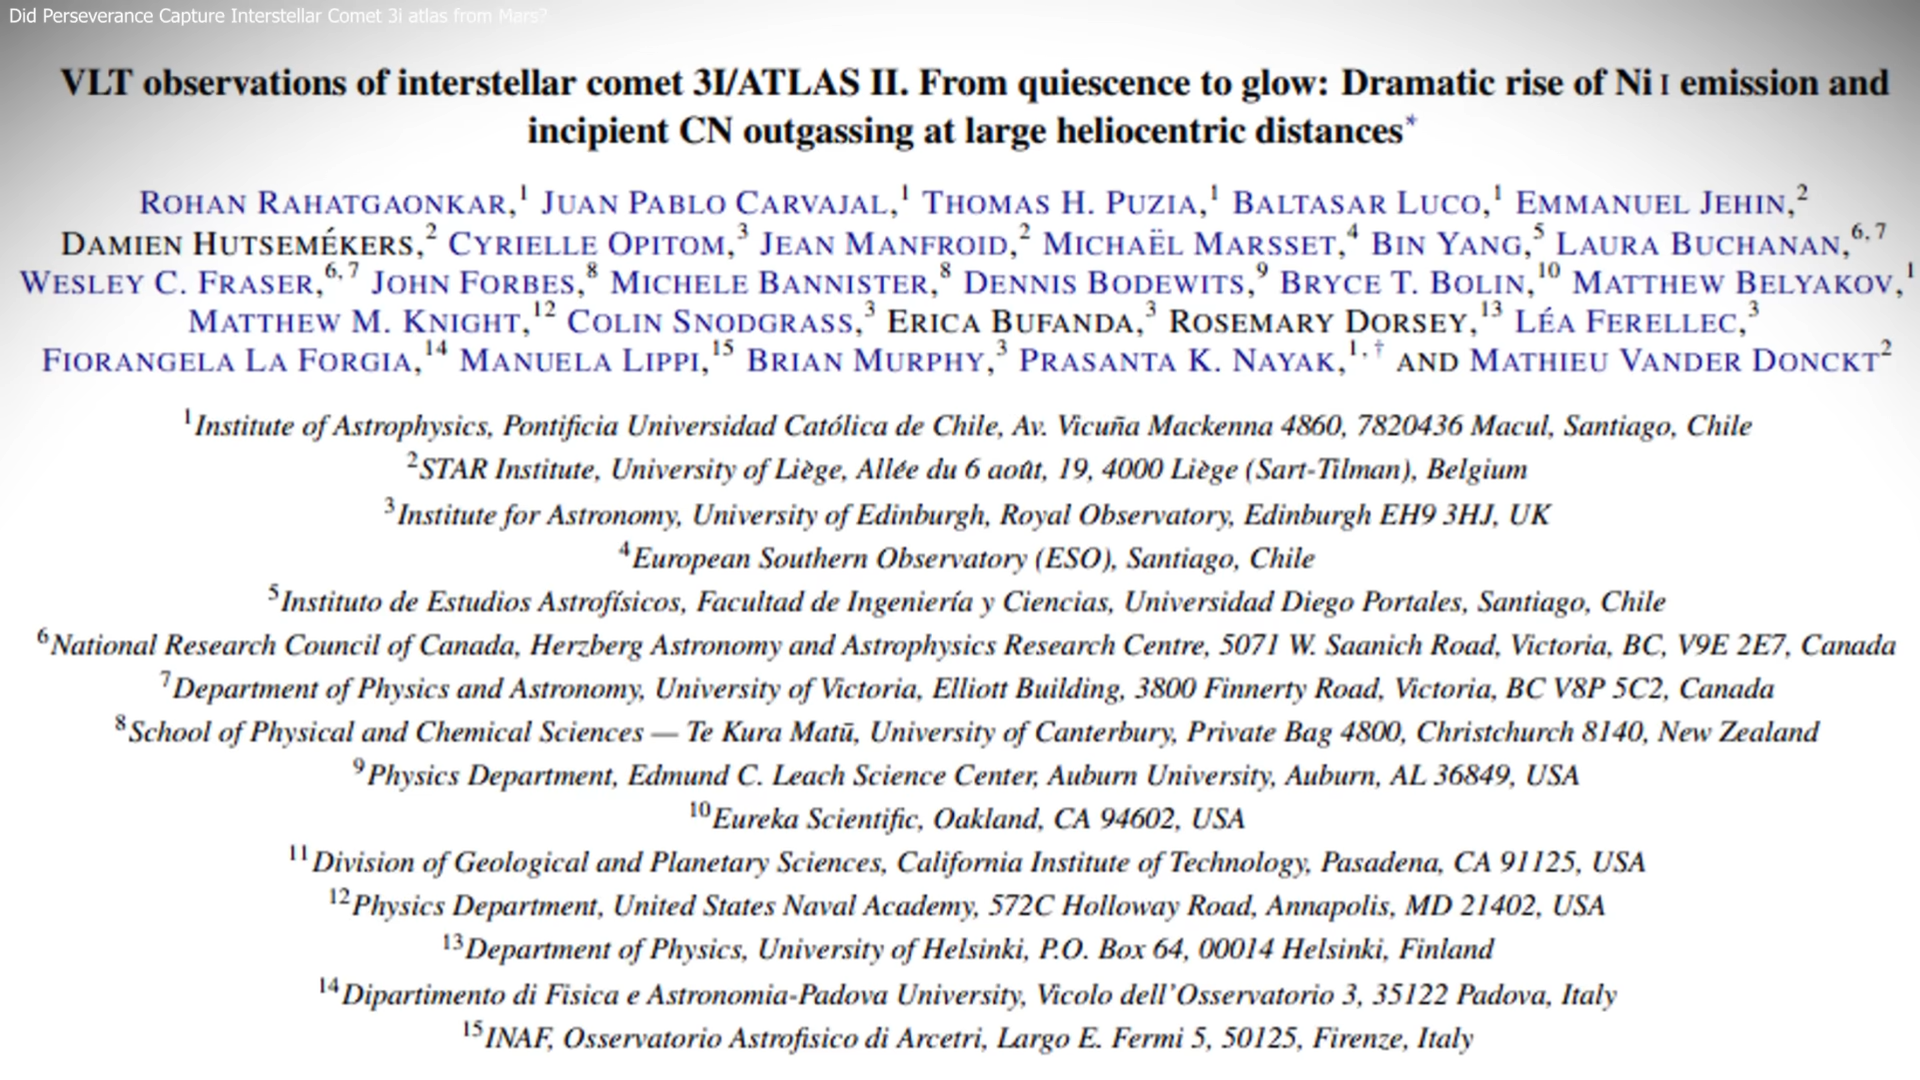 Did Perseverance Capture Interstellar Comet 3i atlas from Mars?
VLT observations of interstellar comet 3I/ATLAS II. From quiescence to glow: Dramatic rise of Ni I emission and
incipient CN outgassing at large heliocentric distances*
ROHAN RAHATGAONKAR,1 JUAN PABLO CARVAJAL,1 THOMAS H. PUZIA,1 BALTASAR LUCO,1 EMMANUEL JEHIN,2
DAMIEN HUTSEMÉKERS,2 CYRIELLE OPITOM,3 JEAN MANFROID,2 MICHAËL MARSSET,4 BIN YANG,5 LAURA BUCHANAN,6,7
WESLEY C. FRASER,6,7 JOHN FORBES,8 MICHELE BANNISTER,8 DENNIS BODEWITS,9 BRYCE T. BOLIN,10 MATTHEW BELYAKOV,1
MATTHEW M. KNIGHT,12 COLIN SNODGRASS,3 ERICA BUFANDA,3 ROSEMARY DORSEY,13 LÉA FERELLEC,3
FIORANGELA LA FORGIA,14 MANUELA LIPPI,15 BRIAN MURPHY,3 PRASANTA K. NAYAK,1,† AND MATHIEU VANDER DONCKT2
1Institute of Astrophysics, Pontificia Universidad Católica de Chile, Av. Vicuña Mackenna 4860, 7820436 Macul, Santiago, Chile
2STAR Institute, University of Liège, Allée du 6 août, 19, 4000 Liège (Sart-Tilman), Belgium
3Institute for Astronomy, University of Edinburgh, Royal Observatory, Edinburgh EH9 3HJ, UK
4European Southern Observatory (ESO), Santiago, Chile
5Instituto de Estudios Astrofísicos, Facultad de Ingeniería y Ciencias, Universidad Diego Portales, Santiago, Chile
6National Research Council of Canada, Herzberg Astronomy and Astrophysics Research Centre, 5071 W. Saanich Road, Victoria, BC, V9E 2E7, Canada
7Department of Physics and Astronomy, University of Victoria, Elliott Building, 3800 Finnerty Road, Victoria, BC V8P 5C2, Canada
8School of Physical and Chemical Sciences — Te Kura Matū, University of Canterbury, Private Bag 4800, Christchurch 8140, New Zealand
9Physics Department, Edmund C. Leach Science Center, Auburn University, Auburn, AL 36849, USA
10Eureka Scientific, Oakland, CA 94602, USA
11Division of Geological and Planetary Sciences, California Institute of Technology, Pasadena, CA 91125, USA
12Physics Department, United States Naval Academy, 572C Holloway Road, Annapolis, MD 21402, USA
13Department of Physics, University of Helsinki, P.O. Box 64, 00014 Helsinki, Finland
14Dipartimento di Fisica e Astronomia-Padova University, Vicolo dell'Osservatorio 3, 35122 Padova, Italy
15INAF, Osservatorio Astrofisico di Arcetri, Largo E. Fermi 5, 50125, Firenze, Italy